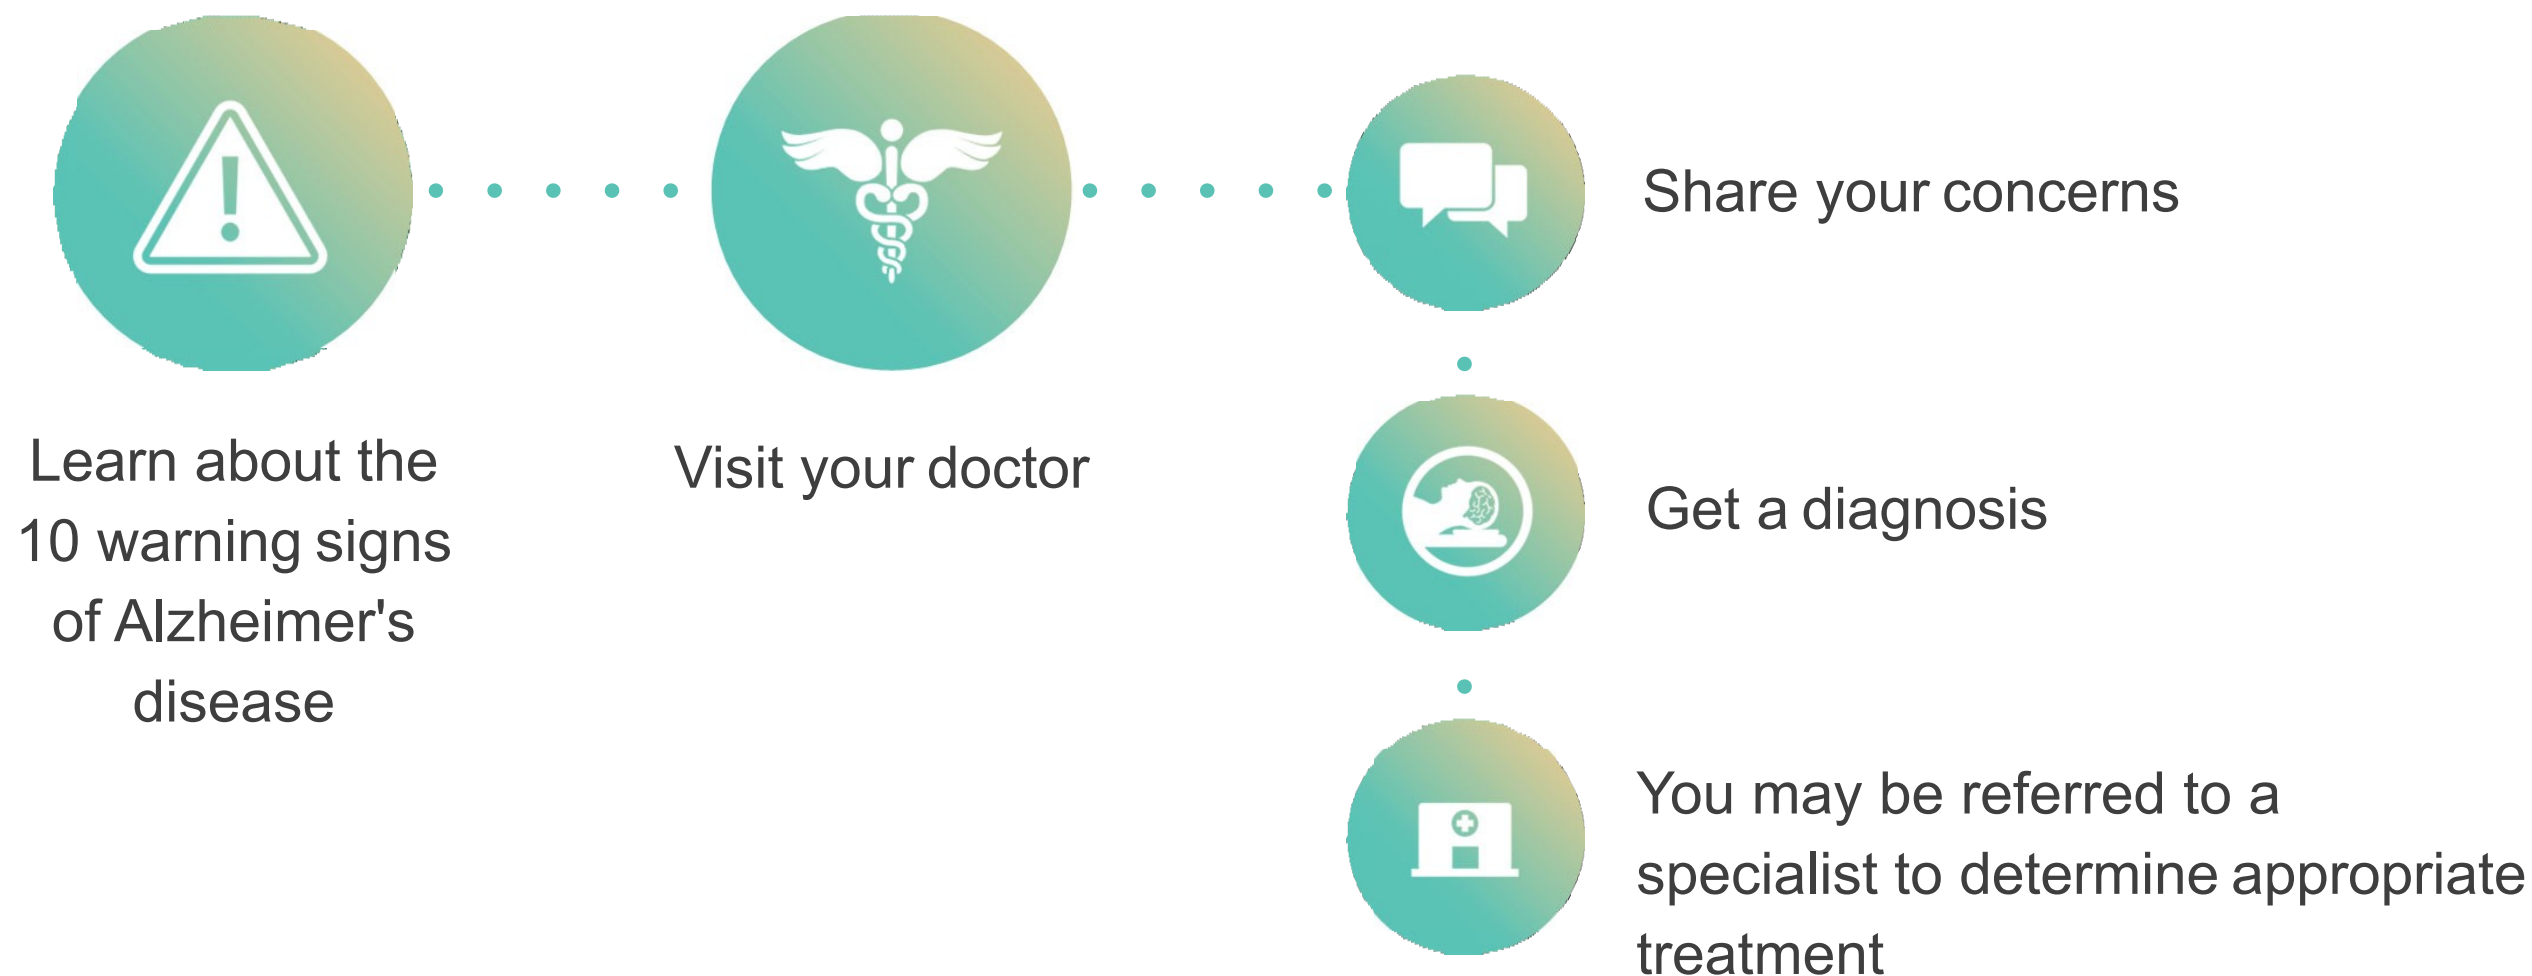 Learn about the
10 warning signs
of Alzheimer's
disease
Visit your doctor
Share your concerns
Get a diagnosis
You may be referred to a
specialist to determine appropriate
treatment